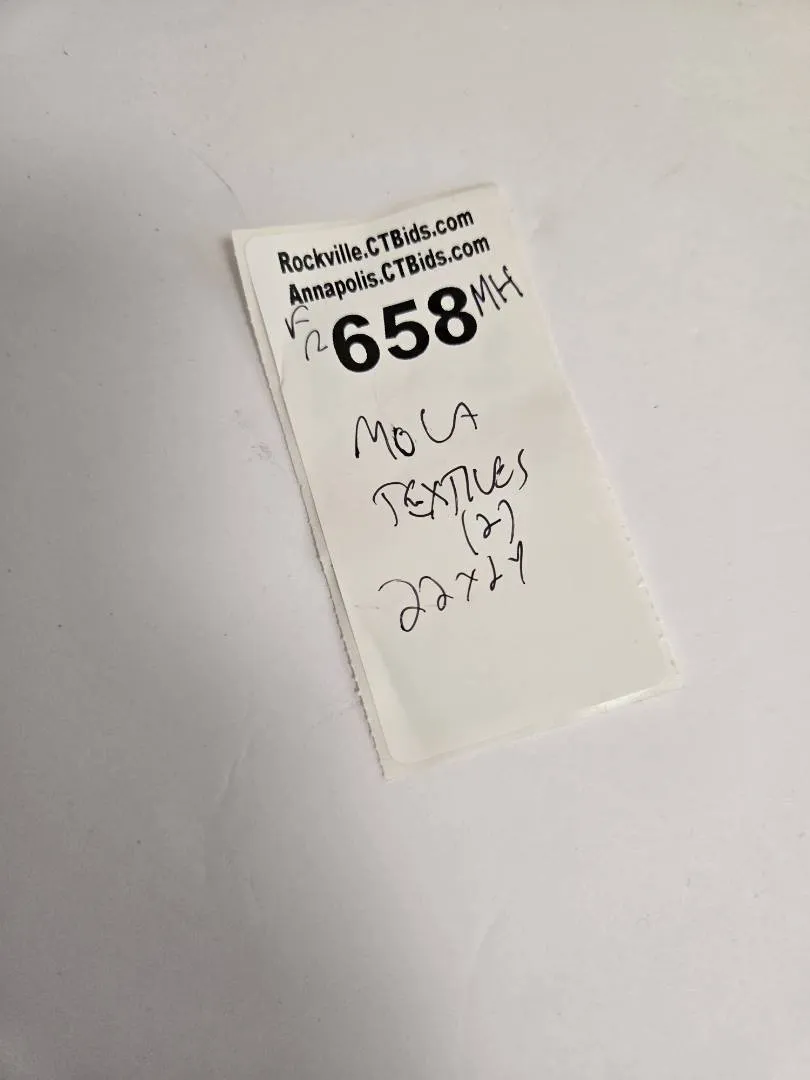 Rockville.CTBids.com
Annapolis.CTBids.com
658 MH
MOLA
TEXTILES
(2)
22x24